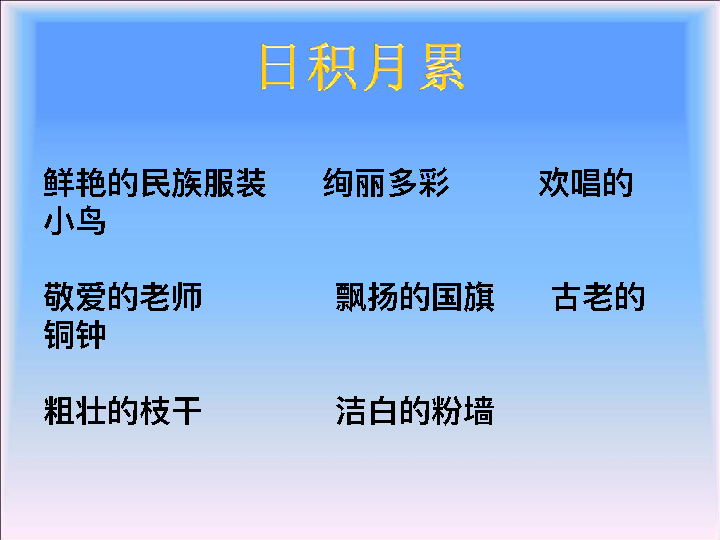 日积月累
鲜艳的民族服装 绚丽多彩 欢唱的
小鸟
敬爱的老师 飘扬的国旗 古老的
铜钟
粗壮的枝干 洁白的粉墙